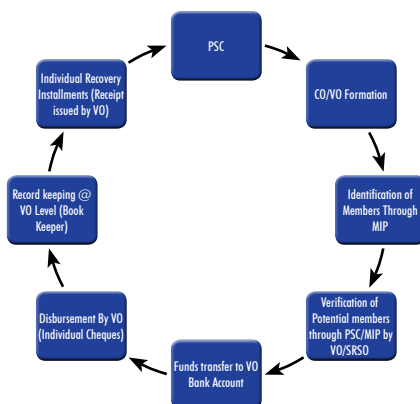 PSC
CO/VO Formation
Identification of
Members Through
MIP
Verification of
Potential members
through PSC/MIP by
VO/SRSO
Funds transfer to VO
Bank Account
Disbursement By VO
(Individual Cheques)
Record keeping @
VO Level (Book
Keeper)
Individual Recovery
Installments (Receipt
issued by VO)